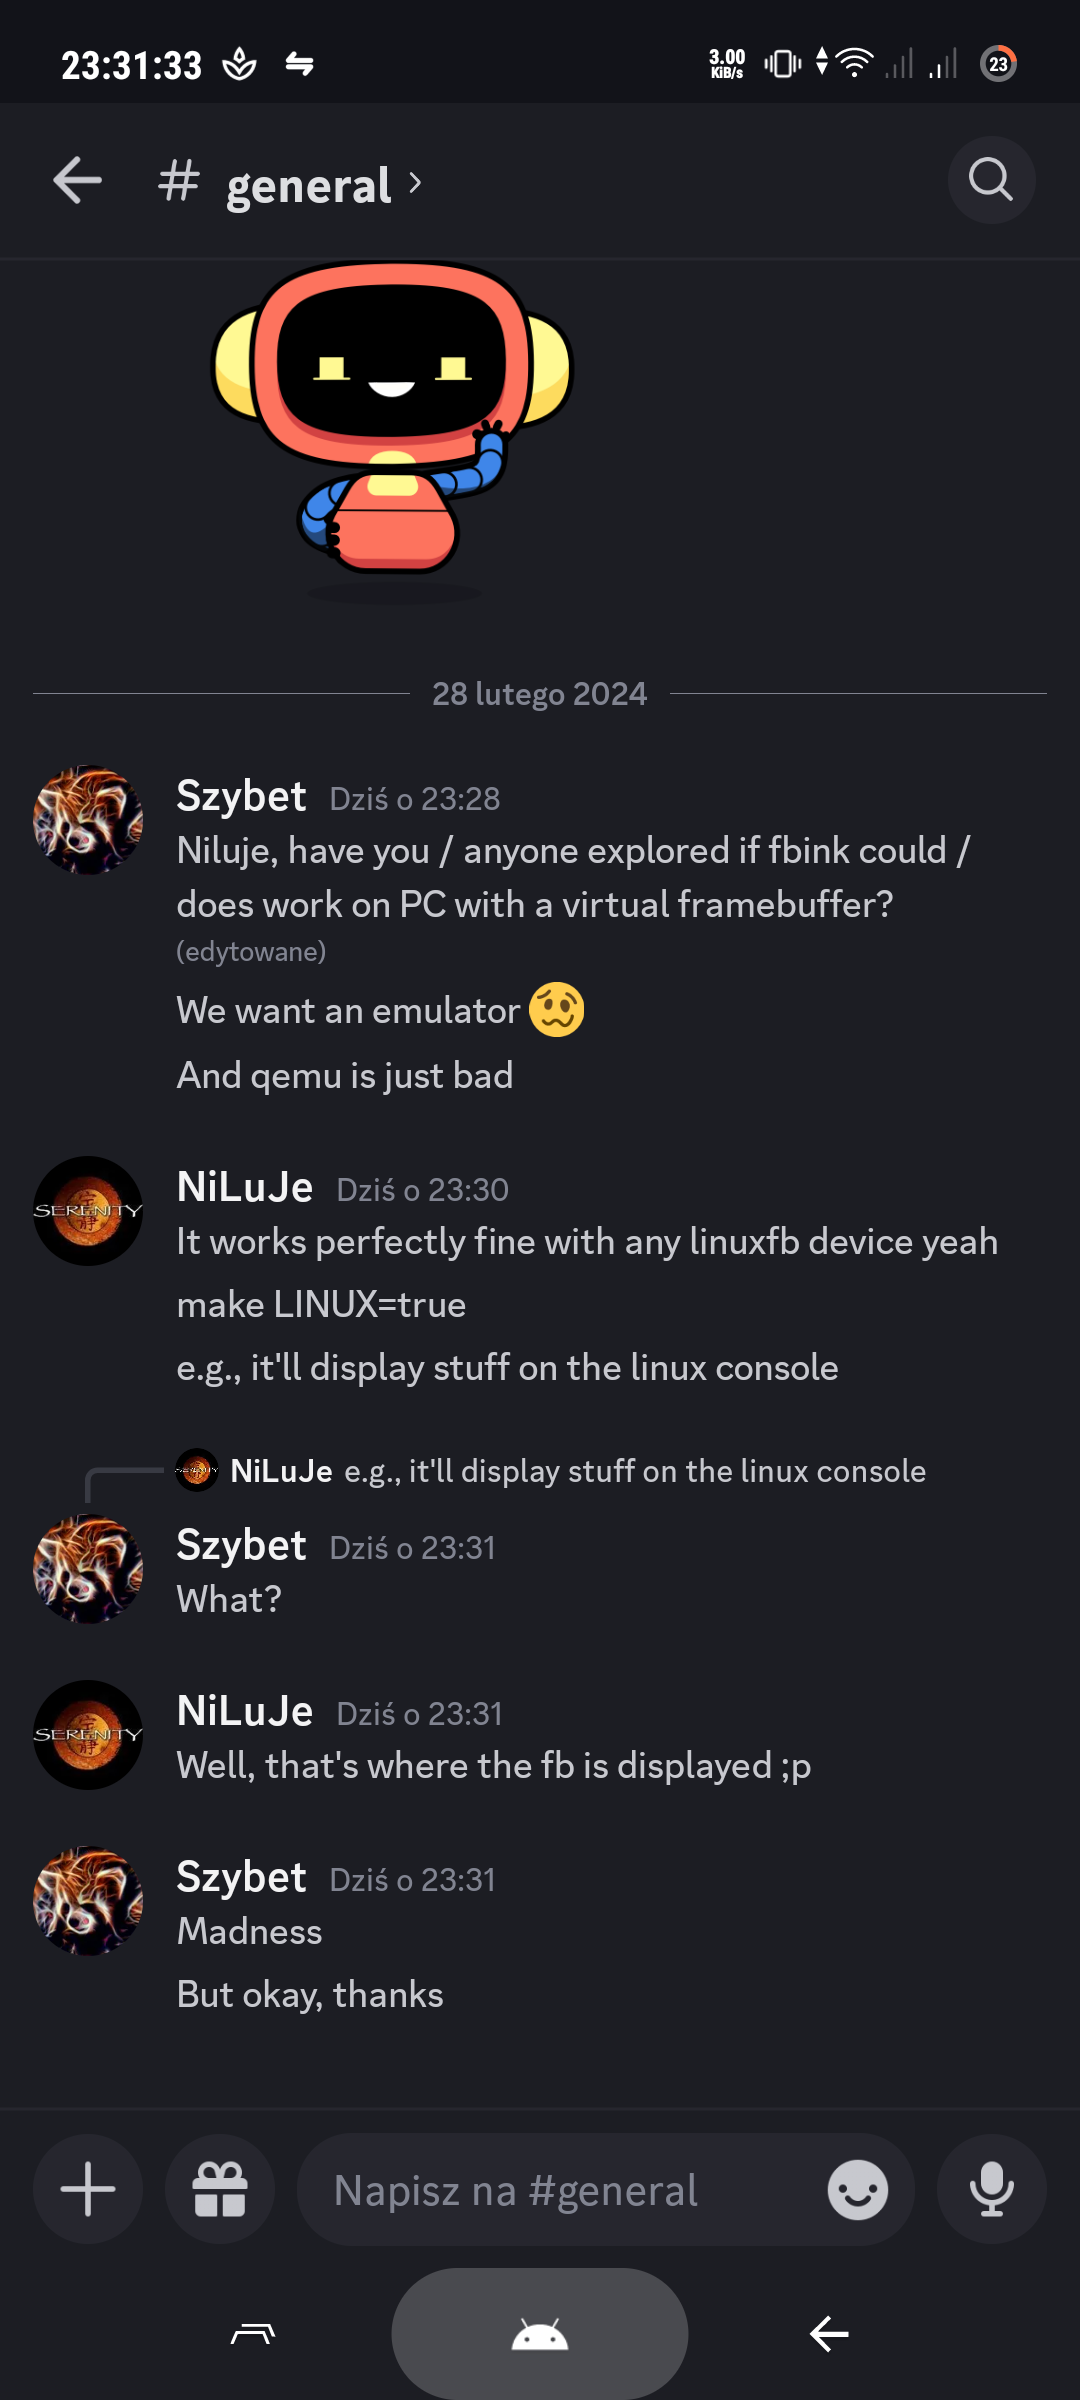 23:31:33
3.00
KiB/s
23
# general
28 lutego 2024
Szybet Dziś o 23:28
Niluje, have you / anyone explored if fbink could /
does work on PC with a virtual framebuffer?
(edytowane)
We want an emulator 🥴
And qemu is just bad
SERENITY
NiLuJe Dziś o 23:30
It works perfectly fine with any linuxfb device yeah
make LINUX=true
e.g., it'll display stuff on the linux console
NiLuJe e.g., it'll display stuff on the linux console
Szybet Dziś o 23:31
What?
SERENITY
NiLuJe Dziś o 23:31
Well, that's where the fb is displayed ;p
Szybet Dziś o 23:31
Madness
But okay, thanks
Napisz na #general